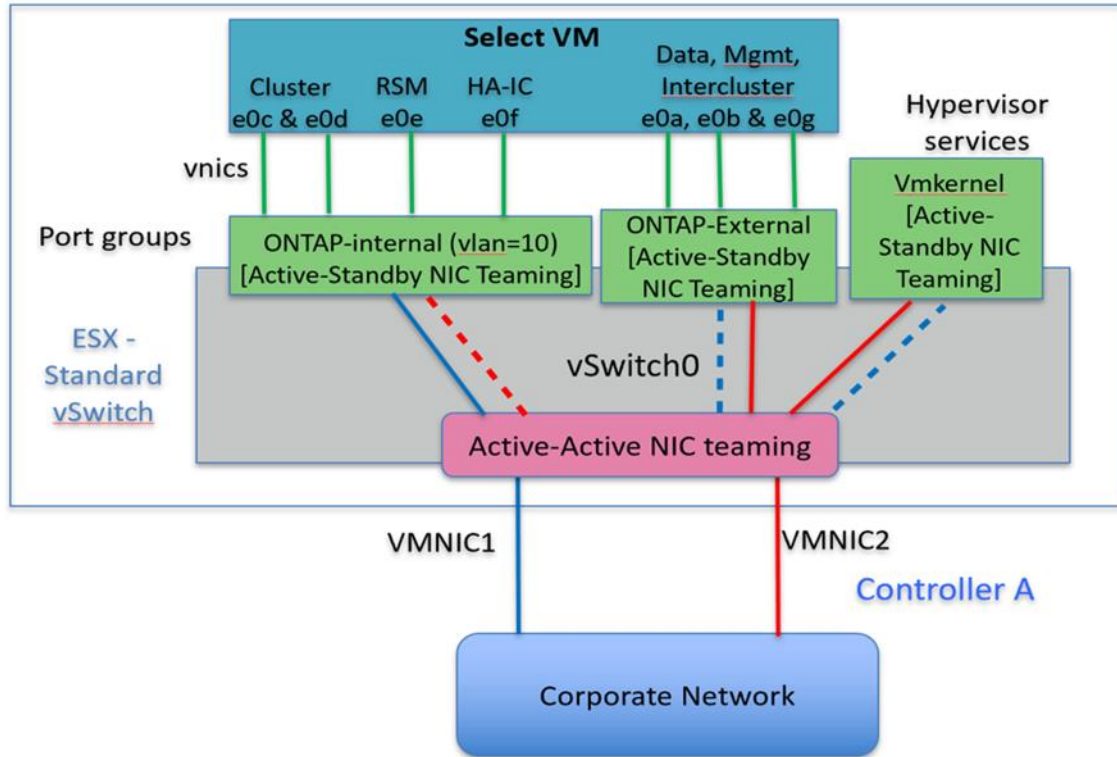 Select VM
Cluster
e0c & e0d
RSM
e0e
HA-IC
e0f
Data, Mgmt,
Intercluster
e0a, e0b & e0g
Hypervisor
services
vnics
Port groups
ONTAP-internal (vlan=10)
[Active-Standby NIC Teaming]
ONTAP-External
[Active-Standby
NIC Teaming]
Vmkernel
[Active-
Standby NIC
Teaming]
ESX -
Standard
vSwitch
vSwitch0
Active-Active NIC teaming
VMNIC1
VMNIC2
Controller A
Corporate Network